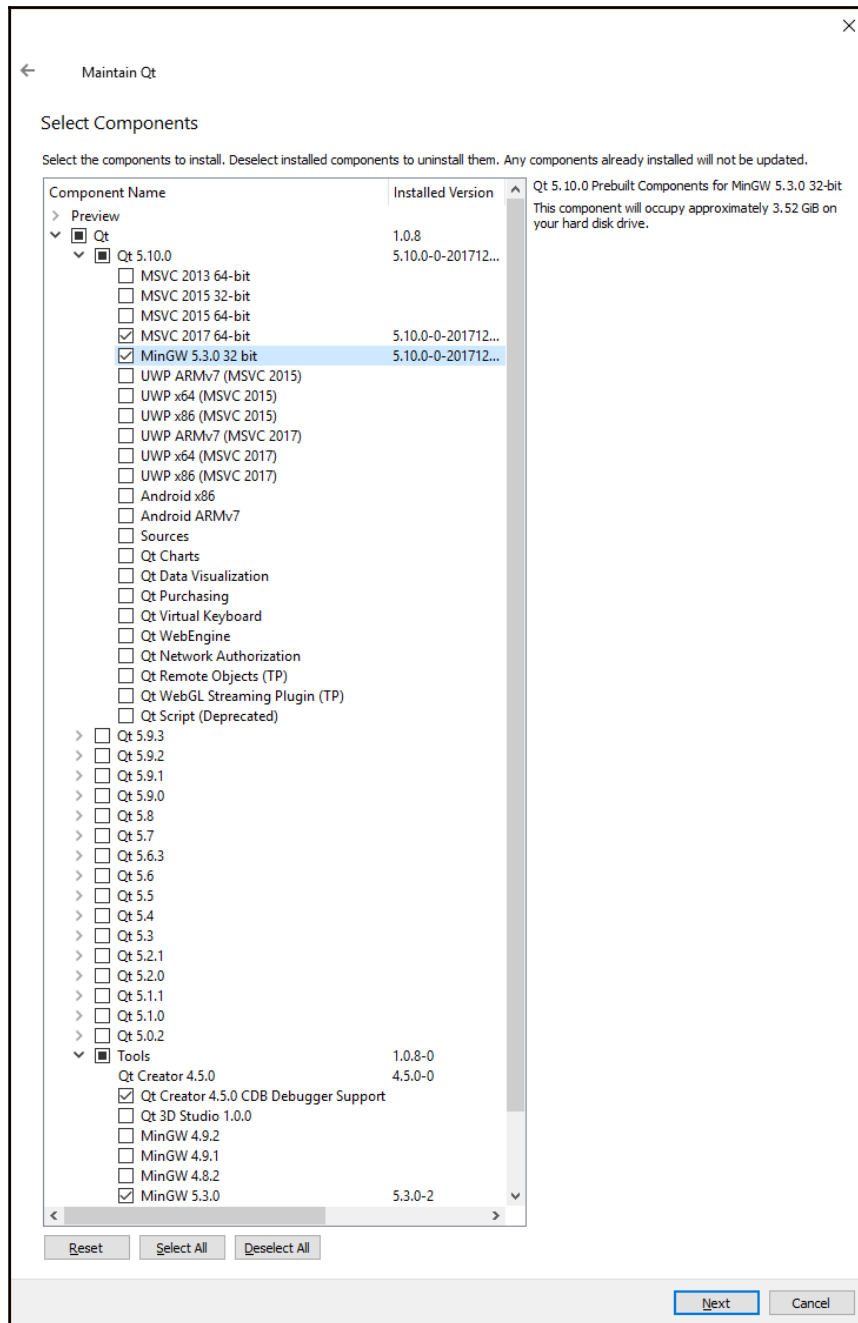 Maintain Qt
Select Components
Select the components to install. Deselect installed components to uninstall them. Any components already installed will not be updated.
Component Name Installed Version
Preview
Qt 1.0.8
Qt 5.10.0 5.10.0-0-201712...
MSVC 2013 64-bit
MSVC 2015 32-bit
MSVC 2015 64-bit
MSVC 2017 64-bit 5.10.0-0-201712...
MinGW 5.3.0 32 bit 5.10.0-0-201712...
UWP ARMv7 (MSVC 2015)
UWP x64 (MSVC 2015)
UWP x86 (MSVC 2015)
UWP ARMv7 (MSVC 2017)
UWP x64 (MSVC 2017)
UWP x86 (MSVC 2017)
Android x86
Android ARMv7
Sources
Qt Charts
Qt Data Visualization
Qt Purchasing
Qt Virtual Keyboard
Qt WebEngine
Qt Network Authorization
Qt Remote Objects (TP)
Qt WebGL Streaming Plugin (TP)
Qt Script (Deprecated)
Qt 5.9.3
Qt 5.9.2
Qt 5.9.1
Qt 5.9.0
Qt 5.8
Qt 5.7
Qt 5.6.3
Qt 5.6
Qt 5.5
Qt 5.4
Qt 5.3
Qt 5.2.1
Qt 5.2.0
Qt 5.1.1
Qt 5.1.0
Qt 5.0.2
Tools 1.0.8-0
Qt Creator 4.5.0 4.5.0-0
Qt Creator 4.5.0 CDB Debugger Support
Qt 3D Studio 1.0.0
MinGW 4.9.2
MinGW 4.9.1
MinGW 4.8.2
MinGW 5.3.0 5.3.0-2
Qt 5.10.0 Prebuilt Components for MinGW 5.3.0 32-bit
This component will occupy approximately 3.52 GiB on
your hard disk drive.
Reset Select All Deselect All
Next Cancel